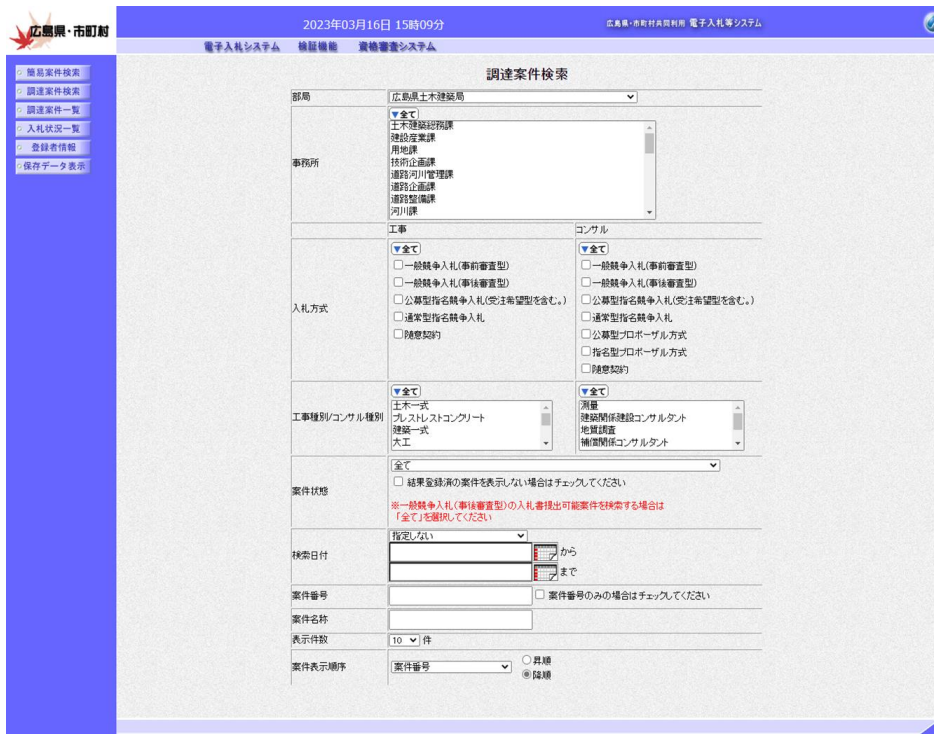 広島県・市町村
2023年03月16日 15時09分
広島県・市町村共同利用 電子入札等システム
電子入札システム 検証機能 資格審査システム
簡易案件検索
調達案件検索
調達案件一覧
入札状況一覧
登録者情報
保存データ表示
調達案件検索
部局 広島県土木建築局
事務所
▼全て
土木建築総務課
建設産業課
用地課
技術企画課
道路河川管理課
道路企画課
道路整備課
河川課
工事 コンサル
入札方式
▼全て ▼全て
一般競争入札(事前審査型) 一般競争入札(事前審査型)
一般競争入札(事後審査型) 一般競争入札(事後審査型)
公募型指名競争入札(受注希望型を含む。) 公募型指名競争入札(受注希望型を含む。)
通常型指名競争入札 通常型指名競争入札
随意契約 公募型プロポーザル方式
指名型プロポーザル方式
随意契約
工事種別/コンサル種別
▼全て ▼全て
土木一式 測量
プレストレストコンクリート 建築関係建設コンサルタント
建築一式 地質調査
大工 補償関係コンサルタント
案件状態
全て
結果登録済の案件を表示しない場合はチェックしてください
※一般競争入札(事後審査型)の入札書提出可能案件を検索する場合は
「全て」を選択してください
検索日付
指定しない
から
まで
案件番号 案件番号のみの場合はチェックしてください
案件名称
表示件数 10 件
案件表示順序 案件番号
昇順
降順